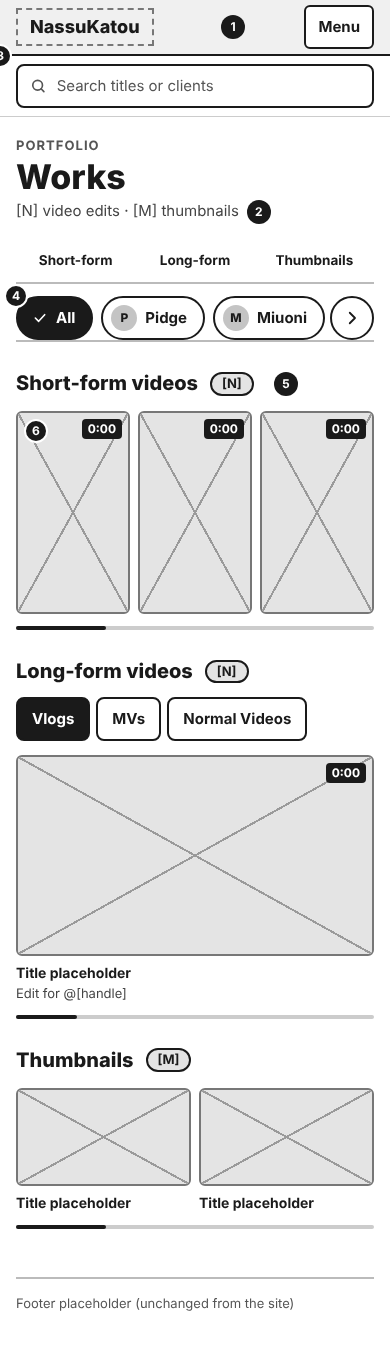 NassuKatou
1
Menu
3
Search titles or clients
PORTFOLIO
Works
[N] video edits · [M] thumbnails 2
Short-form Long-form Thumbnails
4
All P Pidge M Miuoni
Short-form videos [N] 5
6 0:00 0:00 0:00
Long-form videos [N]
Vlogs MVs Normal Videos
0:00
Title placeholder
Edit for @[handle]
Thumbnails [M]
Title placeholder Title placeholder
Footer placeholder (unchanged from the site)